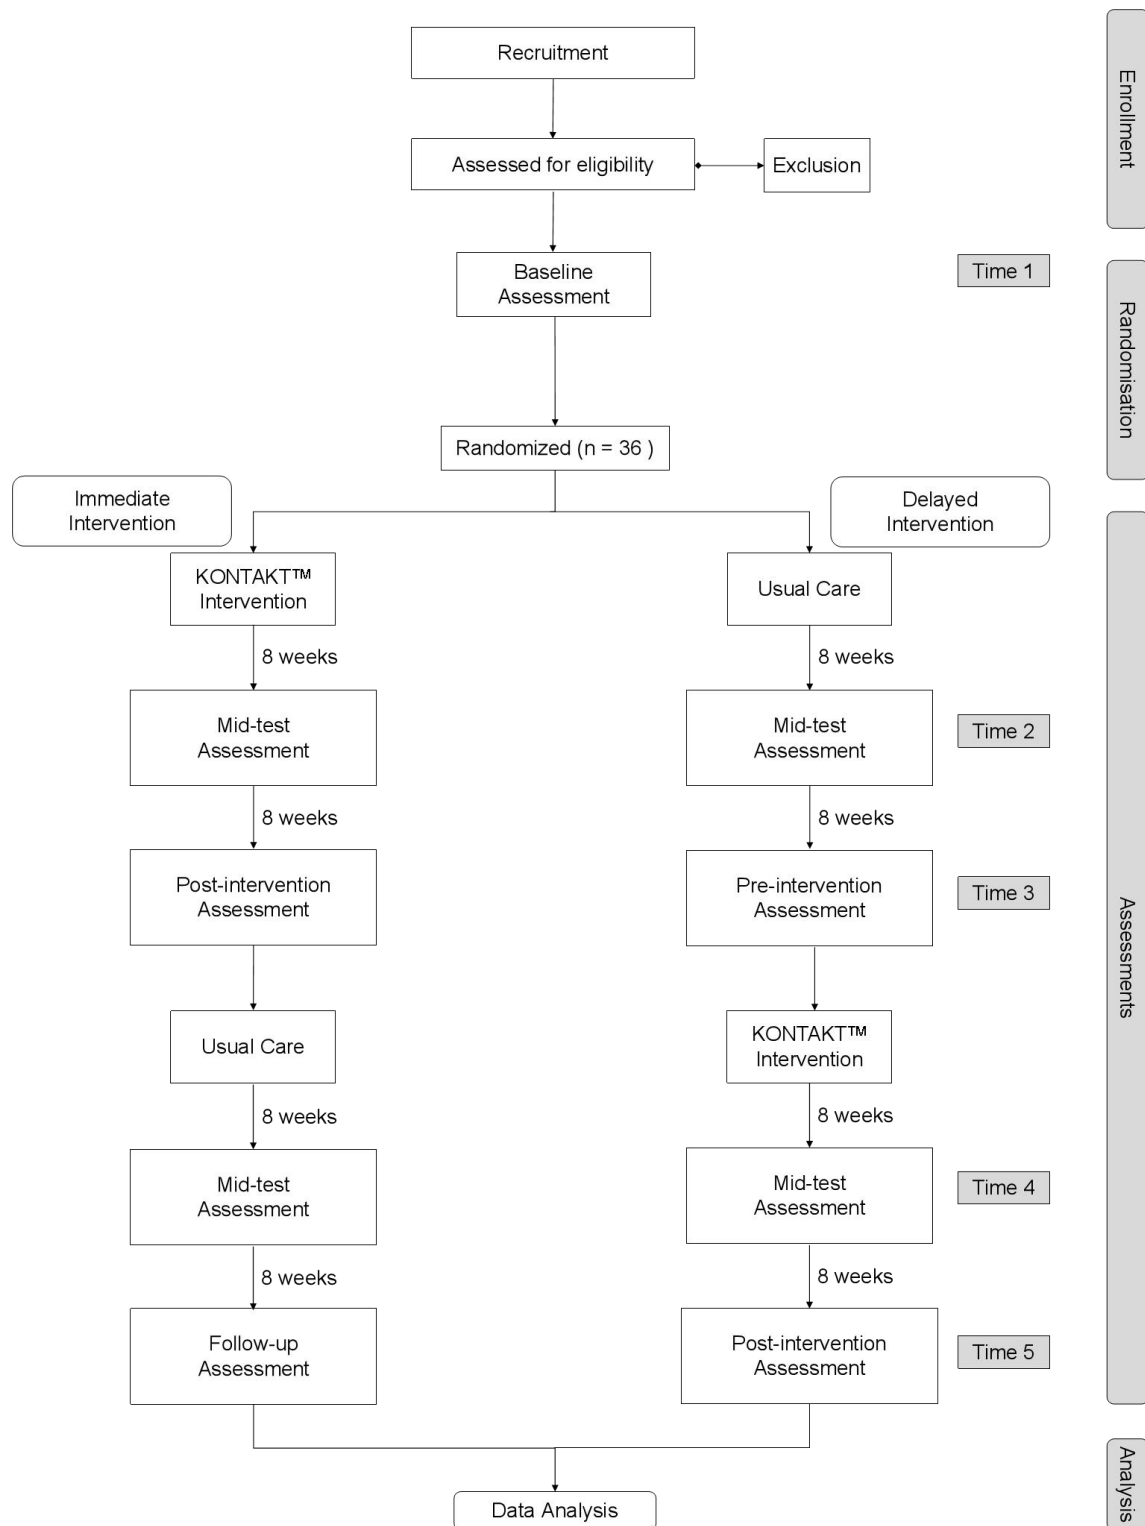 Recruitment
Enrollment
Assessed for eligibility
Exclusion
Baseline
Assessment
Time 1
Randomisation
Randomized (n = 36 )
Immediate
Intervention
Delayed
Intervention
KONTAKT™
Intervention
Usual Care
8 weeks
8 weeks
Mid-test
Assessment
Mid-test
Assessment
Time 2
8 weeks
8 weeks
Post-intervention
Assessment
Pre-intervention
Assessment
Time 3
Assessments
Usual Care
KONTAKT™
Intervention
8 weeks
8 weeks
Mid-test
Assessment
Mid-test
Assessment
Time 4
8 weeks
8 weeks
Follow-up
Assessment
Post-intervention
Assessment
Time 5
Data Analysis
Analysis